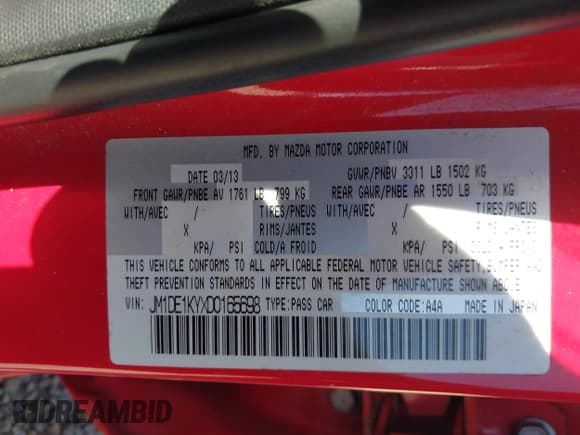 MFD. BY MAZDA MOTOR CORPORATION
DATE 03/13 GVWR/PNBV 3311 LB 1502 KG
FRONT GAWR/PNBE AV 1761 LB 799 KG REAR GAWR/PNBE AR 1550 LB 703 KG
WITH/AVEC / TIRES/PNEUS WITH/AVEC / TIRES/PNEUS
X RIMS/JANTES X RIMS/JANTES
KPA/ PSI COLD/A FROID KPA/ PSI COLD/A FROID
THIS VEHICLE CONFORMS TO ALL APPLICABLE FEDERAL MOTOR VEHICLE SAFETY, BUMPER AND
THEFT PREVENTION STANDARDS IN EFFECT ON THE DATE OF MANUFACTURE SHOWN ABOVE.
VIN: JM1DE1KYXD0165698 TYPE:PASS CAR COLOR CODE:A4A MADE IN JAPAN
DREAMBID